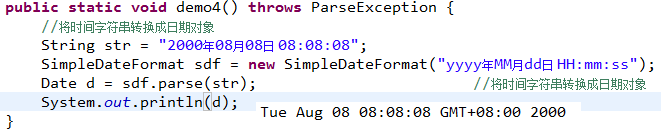 public static void demo4() throws ParseException {
//将时间字符串转换成日期对象
String str = "2000年08月08日 08:08:08";
SimpleDateFormat sdf = new SimpleDateFormat("yyyy年MM月dd日 HH:mm:ss");
Date d = sdf.parse(str); //将时间字符串转换成日期对象
System.out.println(d);
Tue Aug 08 08:08:08 GMT+08:00 2000
}